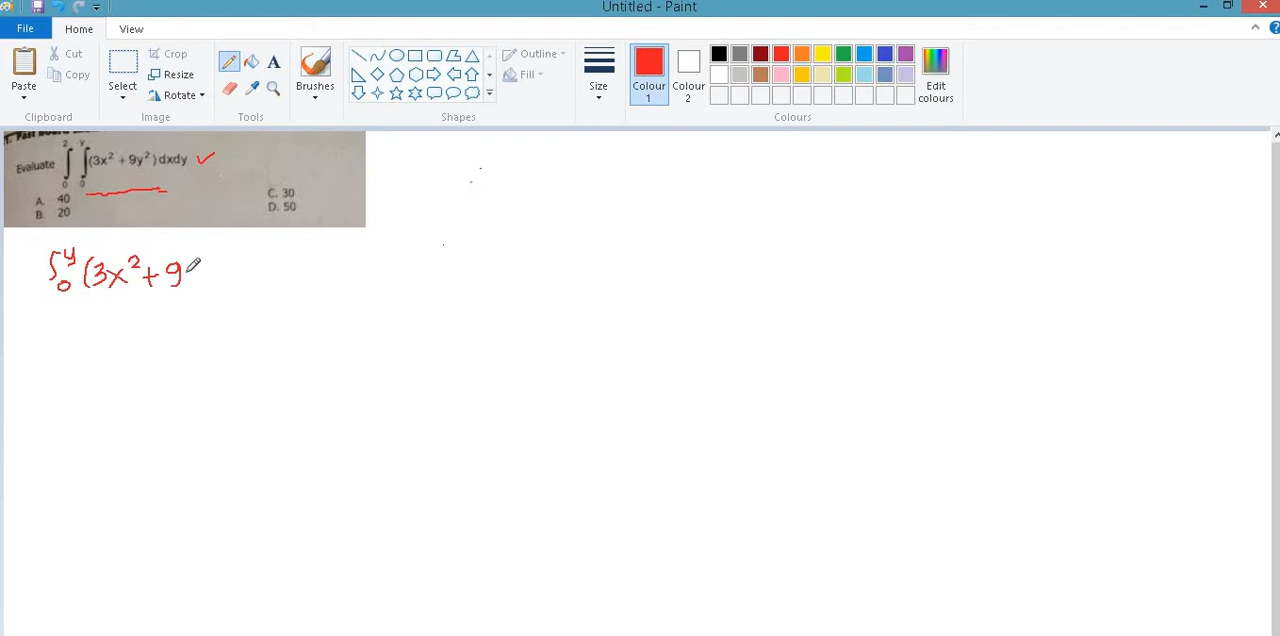 Untitled - Paint
File Home View
Paste
Cut
Copy
Clipboard
Select
Crop
Resize
Rotate
Image
A
Tools
Brushes
Outline
Fill
Shapes
Size
Colour 1
Colour 2
Edit colours
Colours
Evaluate ∫₀² ∫₀ʸ (3x² + 9y²) dxdy ✓
A. 40
B. 20
C. 30
D. 50
∫₀ʸ (3x² + 9